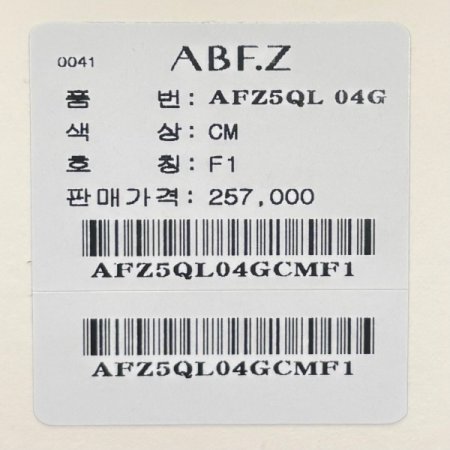 0041 ABF.Z
품 번: AFZ5QL 04G
색 상: CM
호 칭: F1
판매가격: 257,000
AFZ5QL04GCMF1
AFZ5QL04GCMF1